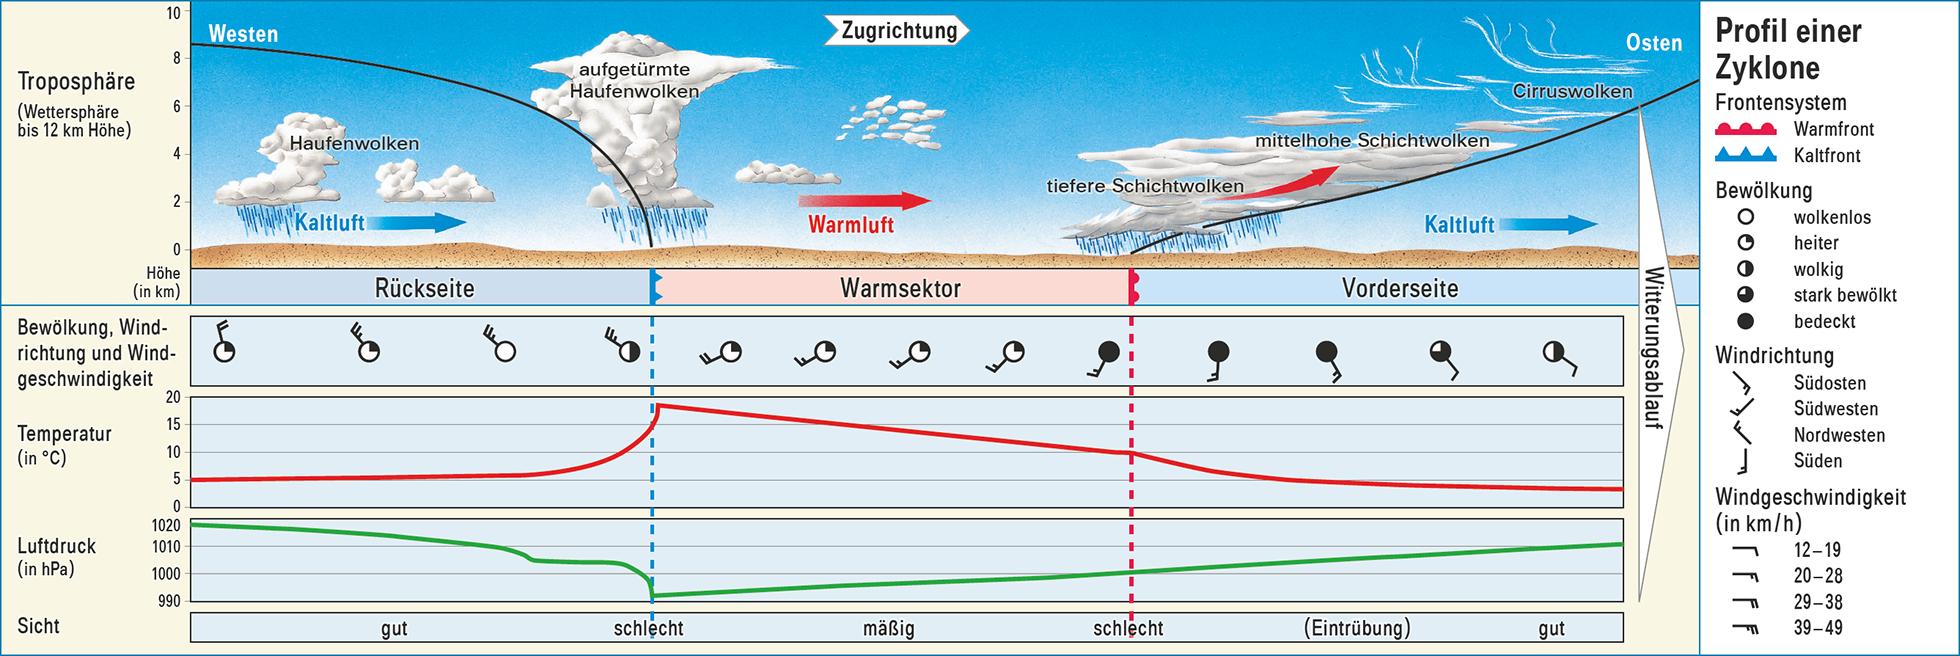 Troposphäre
(Wettersphäre
bis 12 km Höhe)
10
8
6
4
2
0
Höhe
(in km)
Westen
Zugrichtung
Osten
aufgetürmte
Haufenwolken
Haufenwolken
Cirruswolken
mittelhohe Schichtwolken
tiefere Schichtwolken
Kaltluft
Warmluft
Kaltluft
Rückseite
Warmsektor
Vorderseite
Witterungsablauf
Bewölkung, Wind-
richtung und Wind-
geschwindigkeit
Temperatur
(in °C)
20
15
10
5
0
Luftdruck
(in hPa)
1020
1010
1000
990
Sicht
gut
schlecht
mäßig
schlecht
(Eintrübung)
gut
Profil einer
Zyklone
Frontensystem
Warmfront
Kaltfront
Bewölkung
wolkenlos
heiter
wolkig
stark bewölkt
bedeckt
Windrichtung
Südosten
Südwesten
Nordwesten
Süden
Windgeschwindigkeit
(in km/h)
12–19
20–28
29–38
39–49